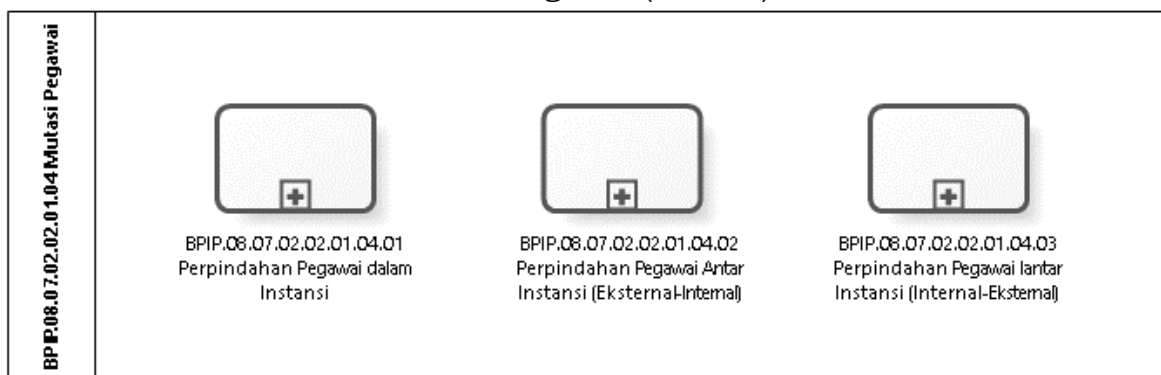 BPIP.08.07.02.02.01.04 Mutasi Pegawai
BPIP.08.07.02.02.01.04.01
Perpindahan Pegawai dalam
Instansi
BPIP.08.07.02.02.01.04.02
Perpindahan Pegawai Antar
Instansi (Eksternal-Internal)
BPIP.08.07.02.02.01.04.03
Perpindahan Pegawai Iantar
Instansi (Internal-Eksternal)